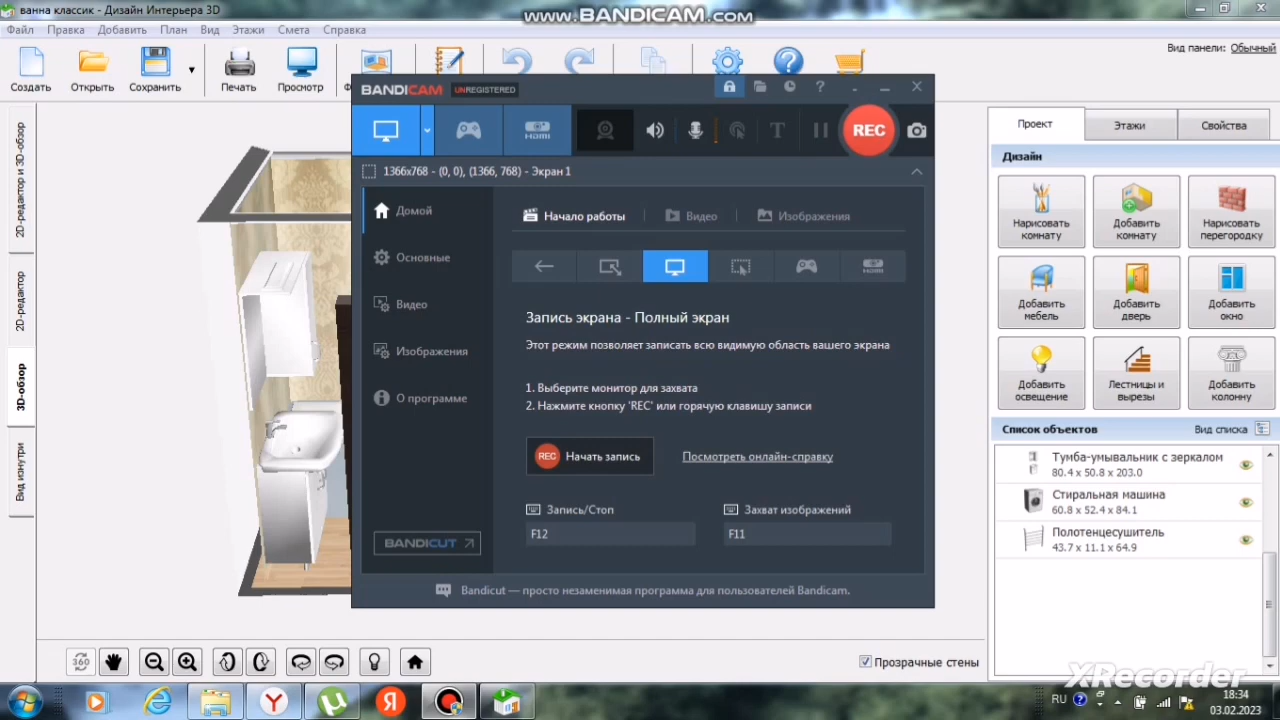 ванна классик - Дизайн Интерьера 3D
www.BANDICAM.com
Файл Правка Добавить План Вид Этажи Смета Справка
Вид панели: Обычный
Создать Открыть Сохранить Печать Просмотр
BANDICAM UNREGISTERED
HDMI
T
REC
1366x768 - (0, 0), (1366, 768) - Экран 1
Домой
Основные
Видео
Изображения
О программе
BANDICUT
Начало работы Видео Изображения
HDMI
Запись экрана - Полный экран
Этот режим позволяет записать всю видимую область вашего экрана
1. Выберите монитор для захвата
2. Нажмите кнопку 'REC' или горячую клавишу записи
REC Начать запись Посмотреть онлайн-справку
Запись/Стоп Захват изображений
F12 F11
Bandicut — просто незаменимая программа для пользователей Bandicam.
2D-редактор и 3D-обзор
2D-редактор
3D-обзор
Вид изнутри
Проект Этажи Свойства
Дизайн
Нарисовать комнату
Добавить комнату
Нарисовать перегородку
Добавить мебель
Добавить дверь
Добавить окно
Добавить освещение
Лестницы и вырезы
Добавить колонну
Список объектов Вид списка
Тумба-умывальник с зеркалом
80.4 x 50.8 x 203.0
Стиральная машина
60.8 x 52.4 x 84.1
Полотенцесушитель
43.7 x 11.1 x 64.9
360
Прозрачные стены
XRecorder
RU
18:34
03.02.2023